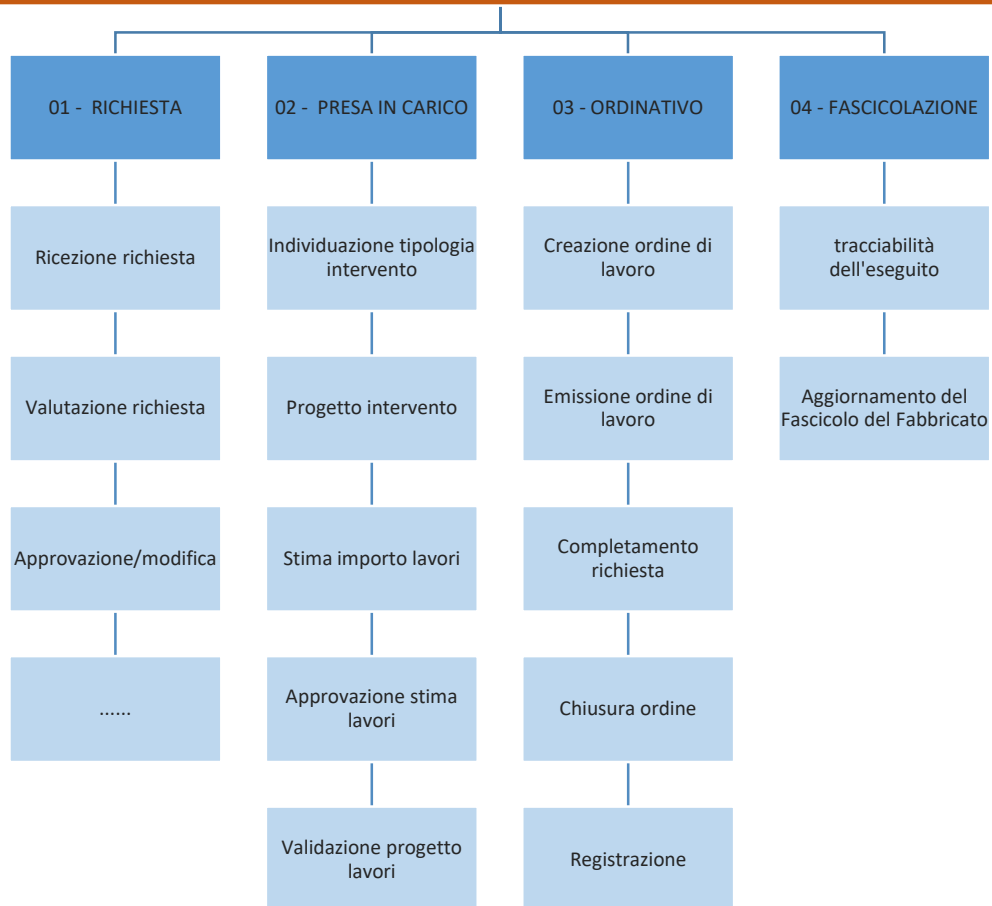 01 - RICHIESTA
Ricezione richiesta
Valutazione richiesta
Approvazione/modifica
......
02 - PRESA IN CARICO
Individuazione tipologia
intervento
Progetto intervento
Stima importo lavori
Approvazione stima
lavori
Validazione progetto
lavori
03 - ORDINATIVO
Creazione ordine di
lavoro
Emissione ordine di
lavoro
Completamento
richiesta
Chiusura ordine
Registrazione
04 - FASCICOLAZIONE
tracciabilità
dell'eseguito
Aggiornamento del
Fascicolo del Fabbricato